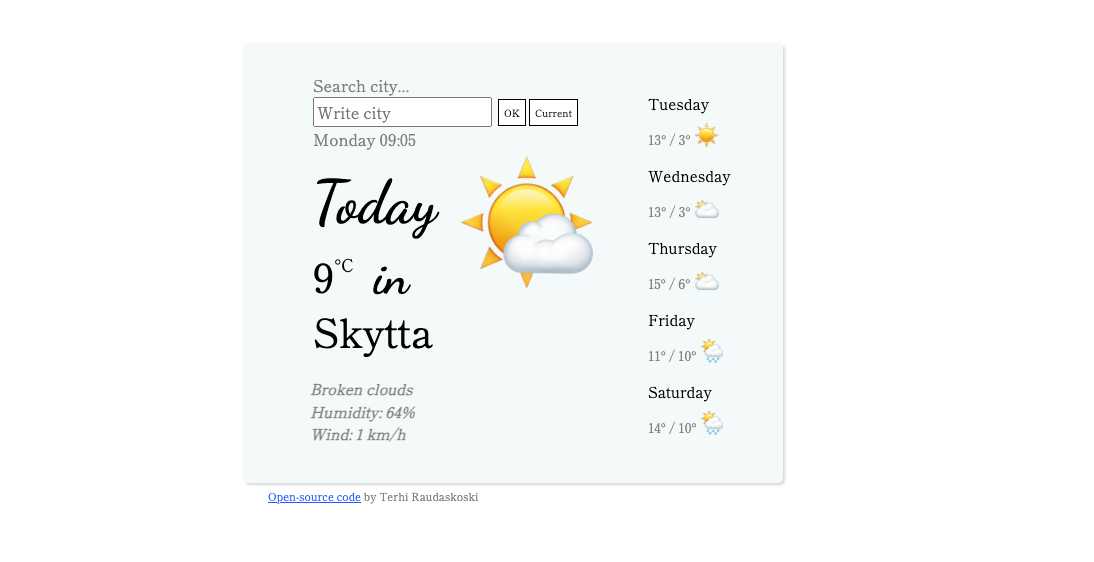 Search city...
Write city OK Current
Monday 09:05
Today
9°C in
Skytta
Broken clouds
Humidity: 64%
Wind: 1 km/h
Tuesday
13° / 3°
Wednesday
13° / 3°
Thursday
15° / 6°
Friday
11° / 10°
Saturday
14° / 10°
Open-source code by Terhi Raudaskoski